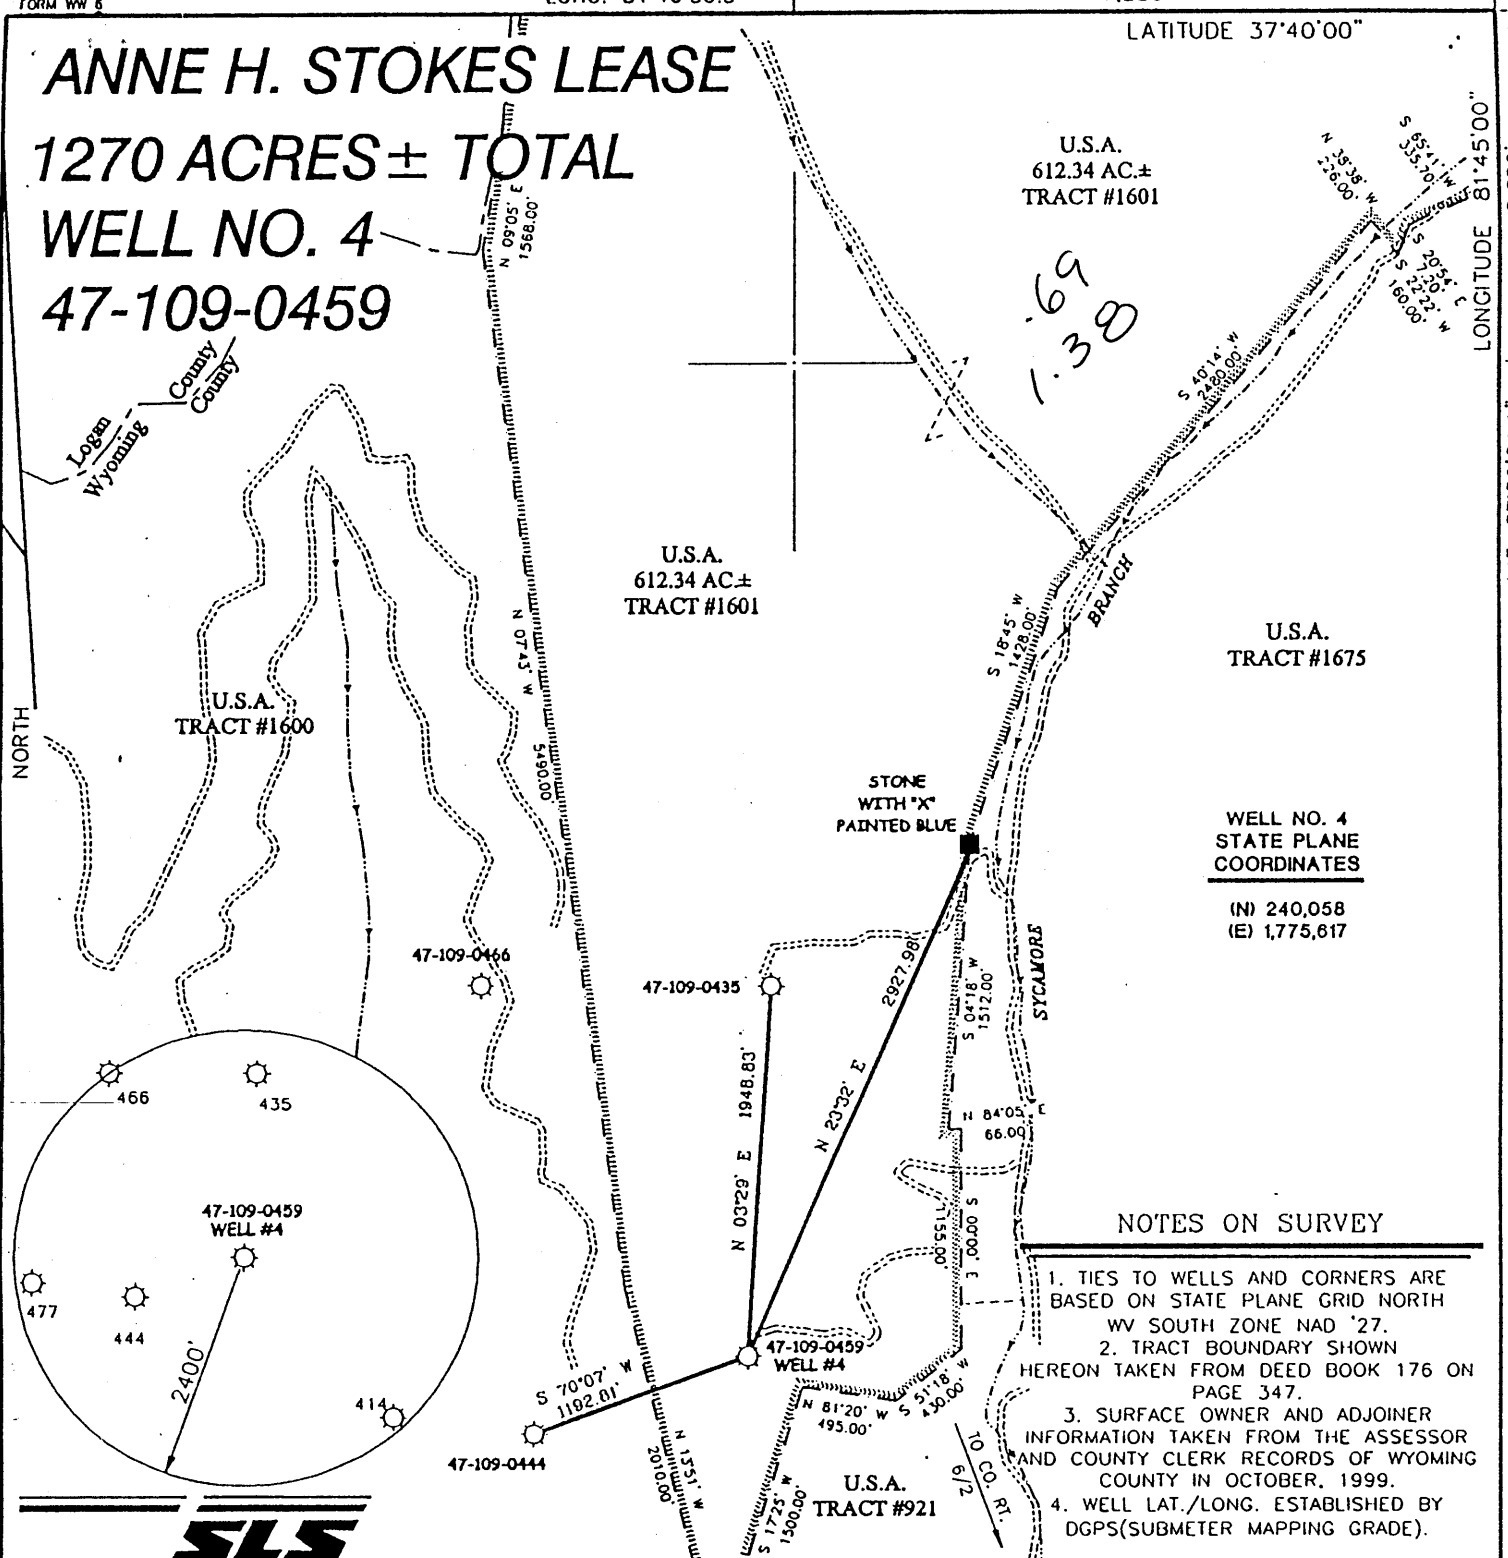 FORM WW 6
LATITUDE 37°40'00"
ANNE H. STOKES LEASE
1270 ACRES± TOTAL
WELL NO. 4
47-109-0459
LONGITUDE 81°45'00"
N 09°05' E
1568.00'
U.S.A.
612.34 AC.±
TRACT #1601
N 38°38' W
226.00'
S 65°41' W
335.70'
S 20°54' E
7.20'
S 22°22' W
160.00'
.69
1.38
S 40°14' W
2480.00'
Logan County
Wyoming County
U.S.A.
612.34 AC.±
TRACT #1601
N 07°43' W
5490.00'
BRANCH
S 18°45' W
1428.00'
U.S.A.
TRACT #1675
U.S.A.
TRACT #1600
NORTH
STONE
WITH "X"
PAINTED BLUE
WELL NO. 4
STATE PLANE
COORDINATES
(N) 240,058
(E) 1,775,617
47-109-0466
47-109-0435
2927.98'
N 23°32' E
S 04°18' W
1512.00'
SYCAMORE
N 03°29' E 1948.83'
N 84°05' E
66.00'
S 00°00' E
1155.00'
466
435
47-109-0459
WELL #4
477
444
2400'
414
47-109-0459
WELL #4
S 70°07' W
1192.81'
47-109-0444
N 13°51' W
2010.00'
N 81°20' W
495.00'
S 51°18' W
430.00'
S 17°25' W
1500.00'
U.S.A.
TRACT #921
TO CO. RT.
6/2
NOTES ON SURVEY
1. TIES TO WELLS AND CORNERS ARE
BASED ON STATE PLANE GRID NORTH
WV SOUTH ZONE NAD '27.
2. TRACT BOUNDARY SHOWN
HEREON TAKEN FROM DEED BOOK 176 ON
PAGE 347.
3. SURFACE OWNER AND ADJOINER
INFORMATION TAKEN FROM THE ASSESSOR
AND COUNTY CLERK RECORDS OF WYOMING
COUNTY IN OCTOBER, 1999.
4. WELL LAT./LONG. ESTABLISHED BY
DGPS(SUBMETER MAPPING GRADE).
SLS